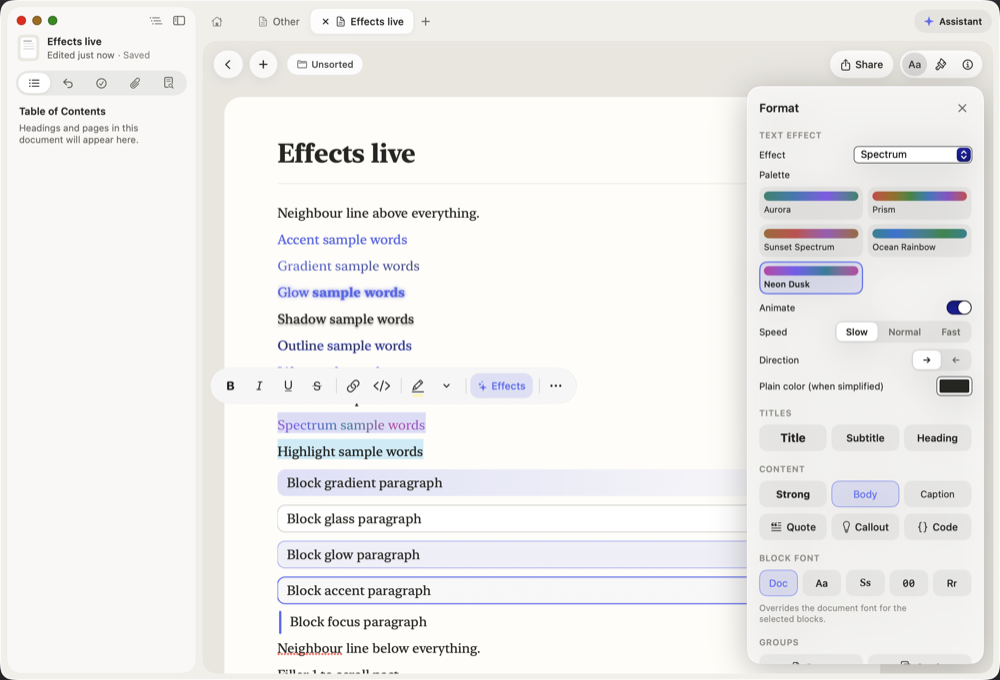 Other
Effects live
Assistant
Effects live
Edited just now · Saved
Table of Contents
Headings and pages in this
document will appear here.
Unsorted
Share
Aa
Effects live
Neighbour line above everything.
Accent sample words
Gradient sample words
Glow sample words
Shadow sample words
Outline sample words
B I U S </> Effects
Spectrum sample words
Highlight sample words
Block gradient paragraph
Block glass paragraph
Block glow paragraph
Block accent paragraph
Block focus paragraph
Neighbour line below everything.
Filler 1 to scroll past
Format
TEXT EFFECT
Effect
Spectrum
Palette
Aurora
Prism
Sunset Spectrum
Ocean Rainbow
Neon Dusk
Animate
Speed
Slow Normal Fast
Direction
Plain color (when simplified)
TITLES
Title Subtitle Heading
CONTENT
Strong Body Caption
Quote Callout {} Code
BLOCK FONT
Doc Aa Ss 00 Rr
Overrides the document font for the
selected blocks.
GROUPS